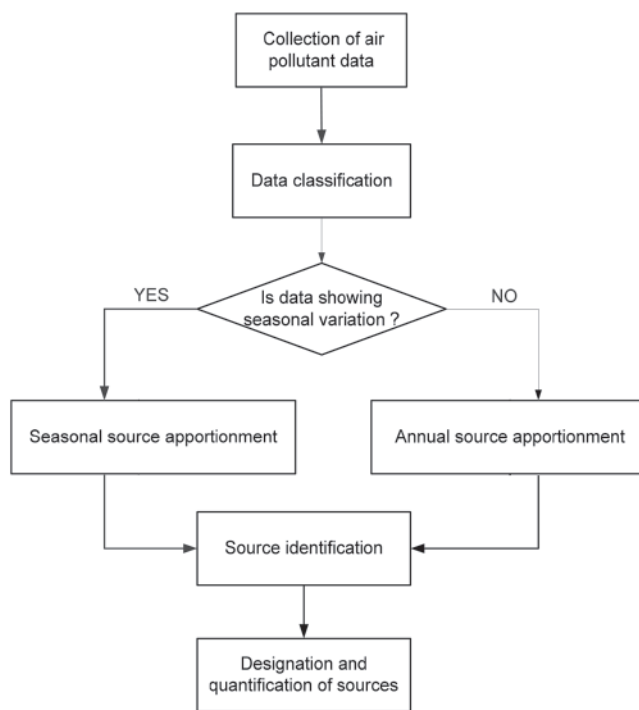 Collection of air
pollutant data
Data classification
Is data showing
seasonal variation ?
YES
NO
Seasonal source apportionment
Annual source apportionment
Source identification
Designation and
quantification of sources